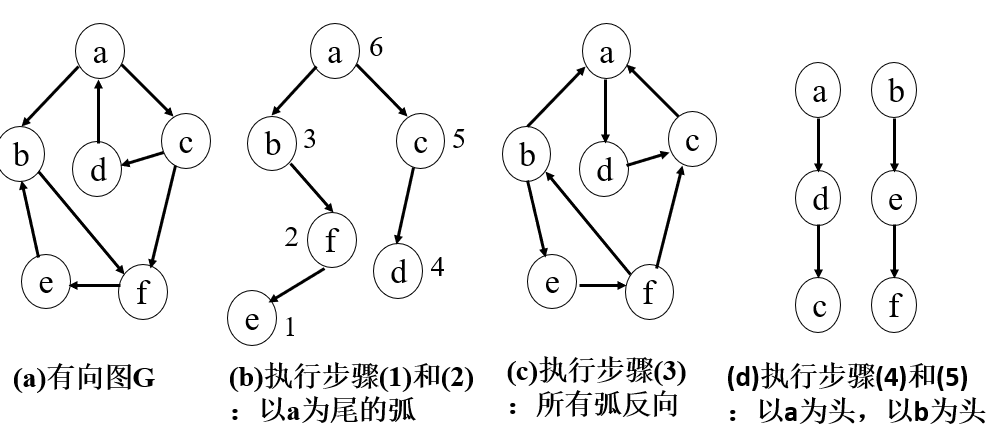 a
b
c
d
e
f
a 6
b 3
c 5
2 f
d 4
e 1
a
b
c
d
e
f
a b
d e
c f
(a)有向图G
(b)执行步骤(1)和(2)
：以a为尾的弧
(c)执行步骤(3)
：所有弧反向
(d)执行步骤(4)和(5)
：以a为头，以b为头